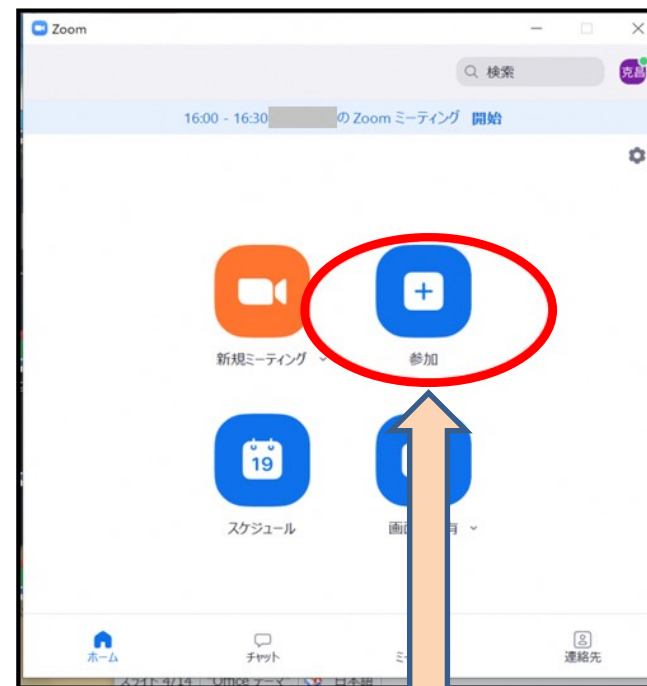 Zoom
検索
克昌
16:00 - 16:30 の Zoom ミーティング 開始
新規ミーティング
参加
19
スケジュール
画 有
ホーム
チャット
ミ
連絡先
スライド 4/14 "Office テーマ" 日本語